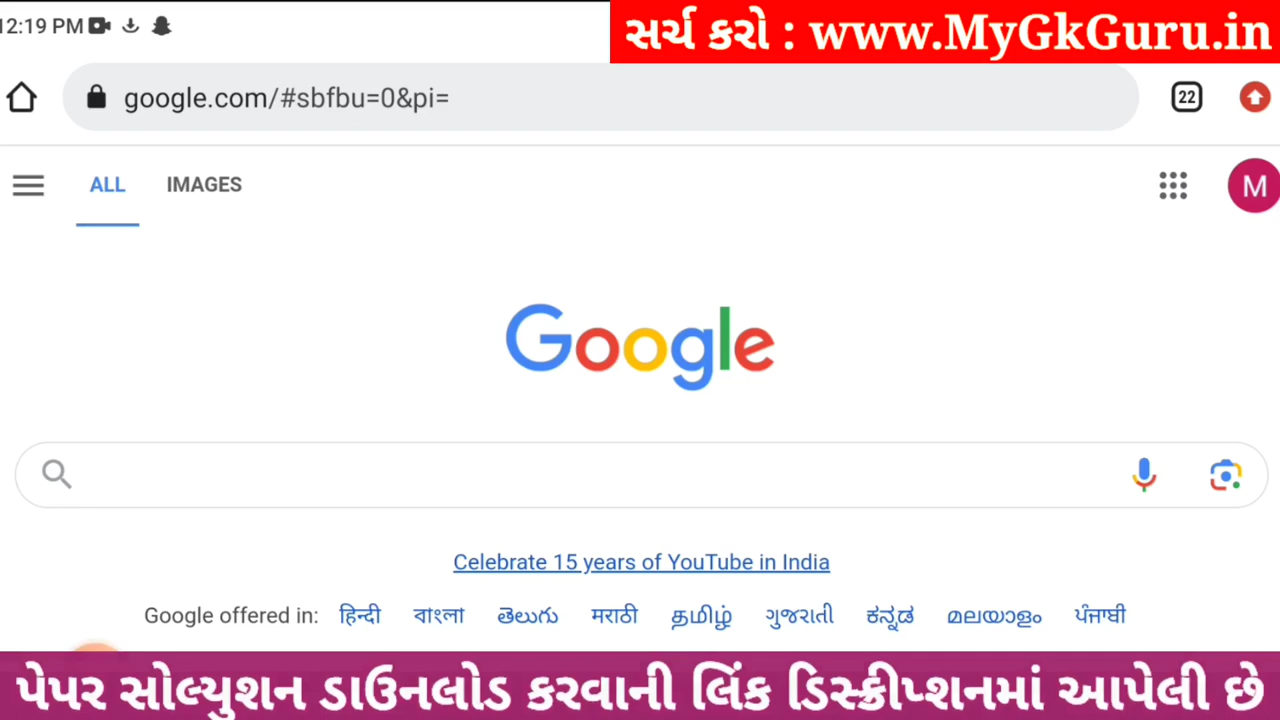 12:19 PM
સર્ચ કરો : www.MyGkGuru.in
google.com/#sbfbu=0&pi=
22
ALL IMAGES
M
Google
Celebrate 15 years of YouTube in India
Google offered in: हिन्दी বাংলা తెలుగు मराठी தமிழ் ગુજરાતી ಕನ್ನಡ മലയാളം ਪੰਜਾਬੀ
પેપર સોલ્યુશન ડાઉનલોડ કરવાની લિંક ડિસ્ક્રીપ્શનમાં આપેલી છે